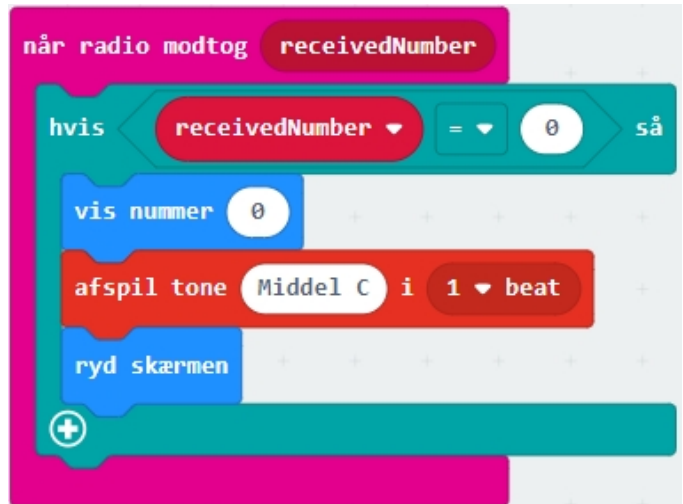 når radio modtog receivedNumber
hvis receivedNumber = 0 så
vis nummer 0
afspil tone Middel C i 1 beat
ryd skærmen